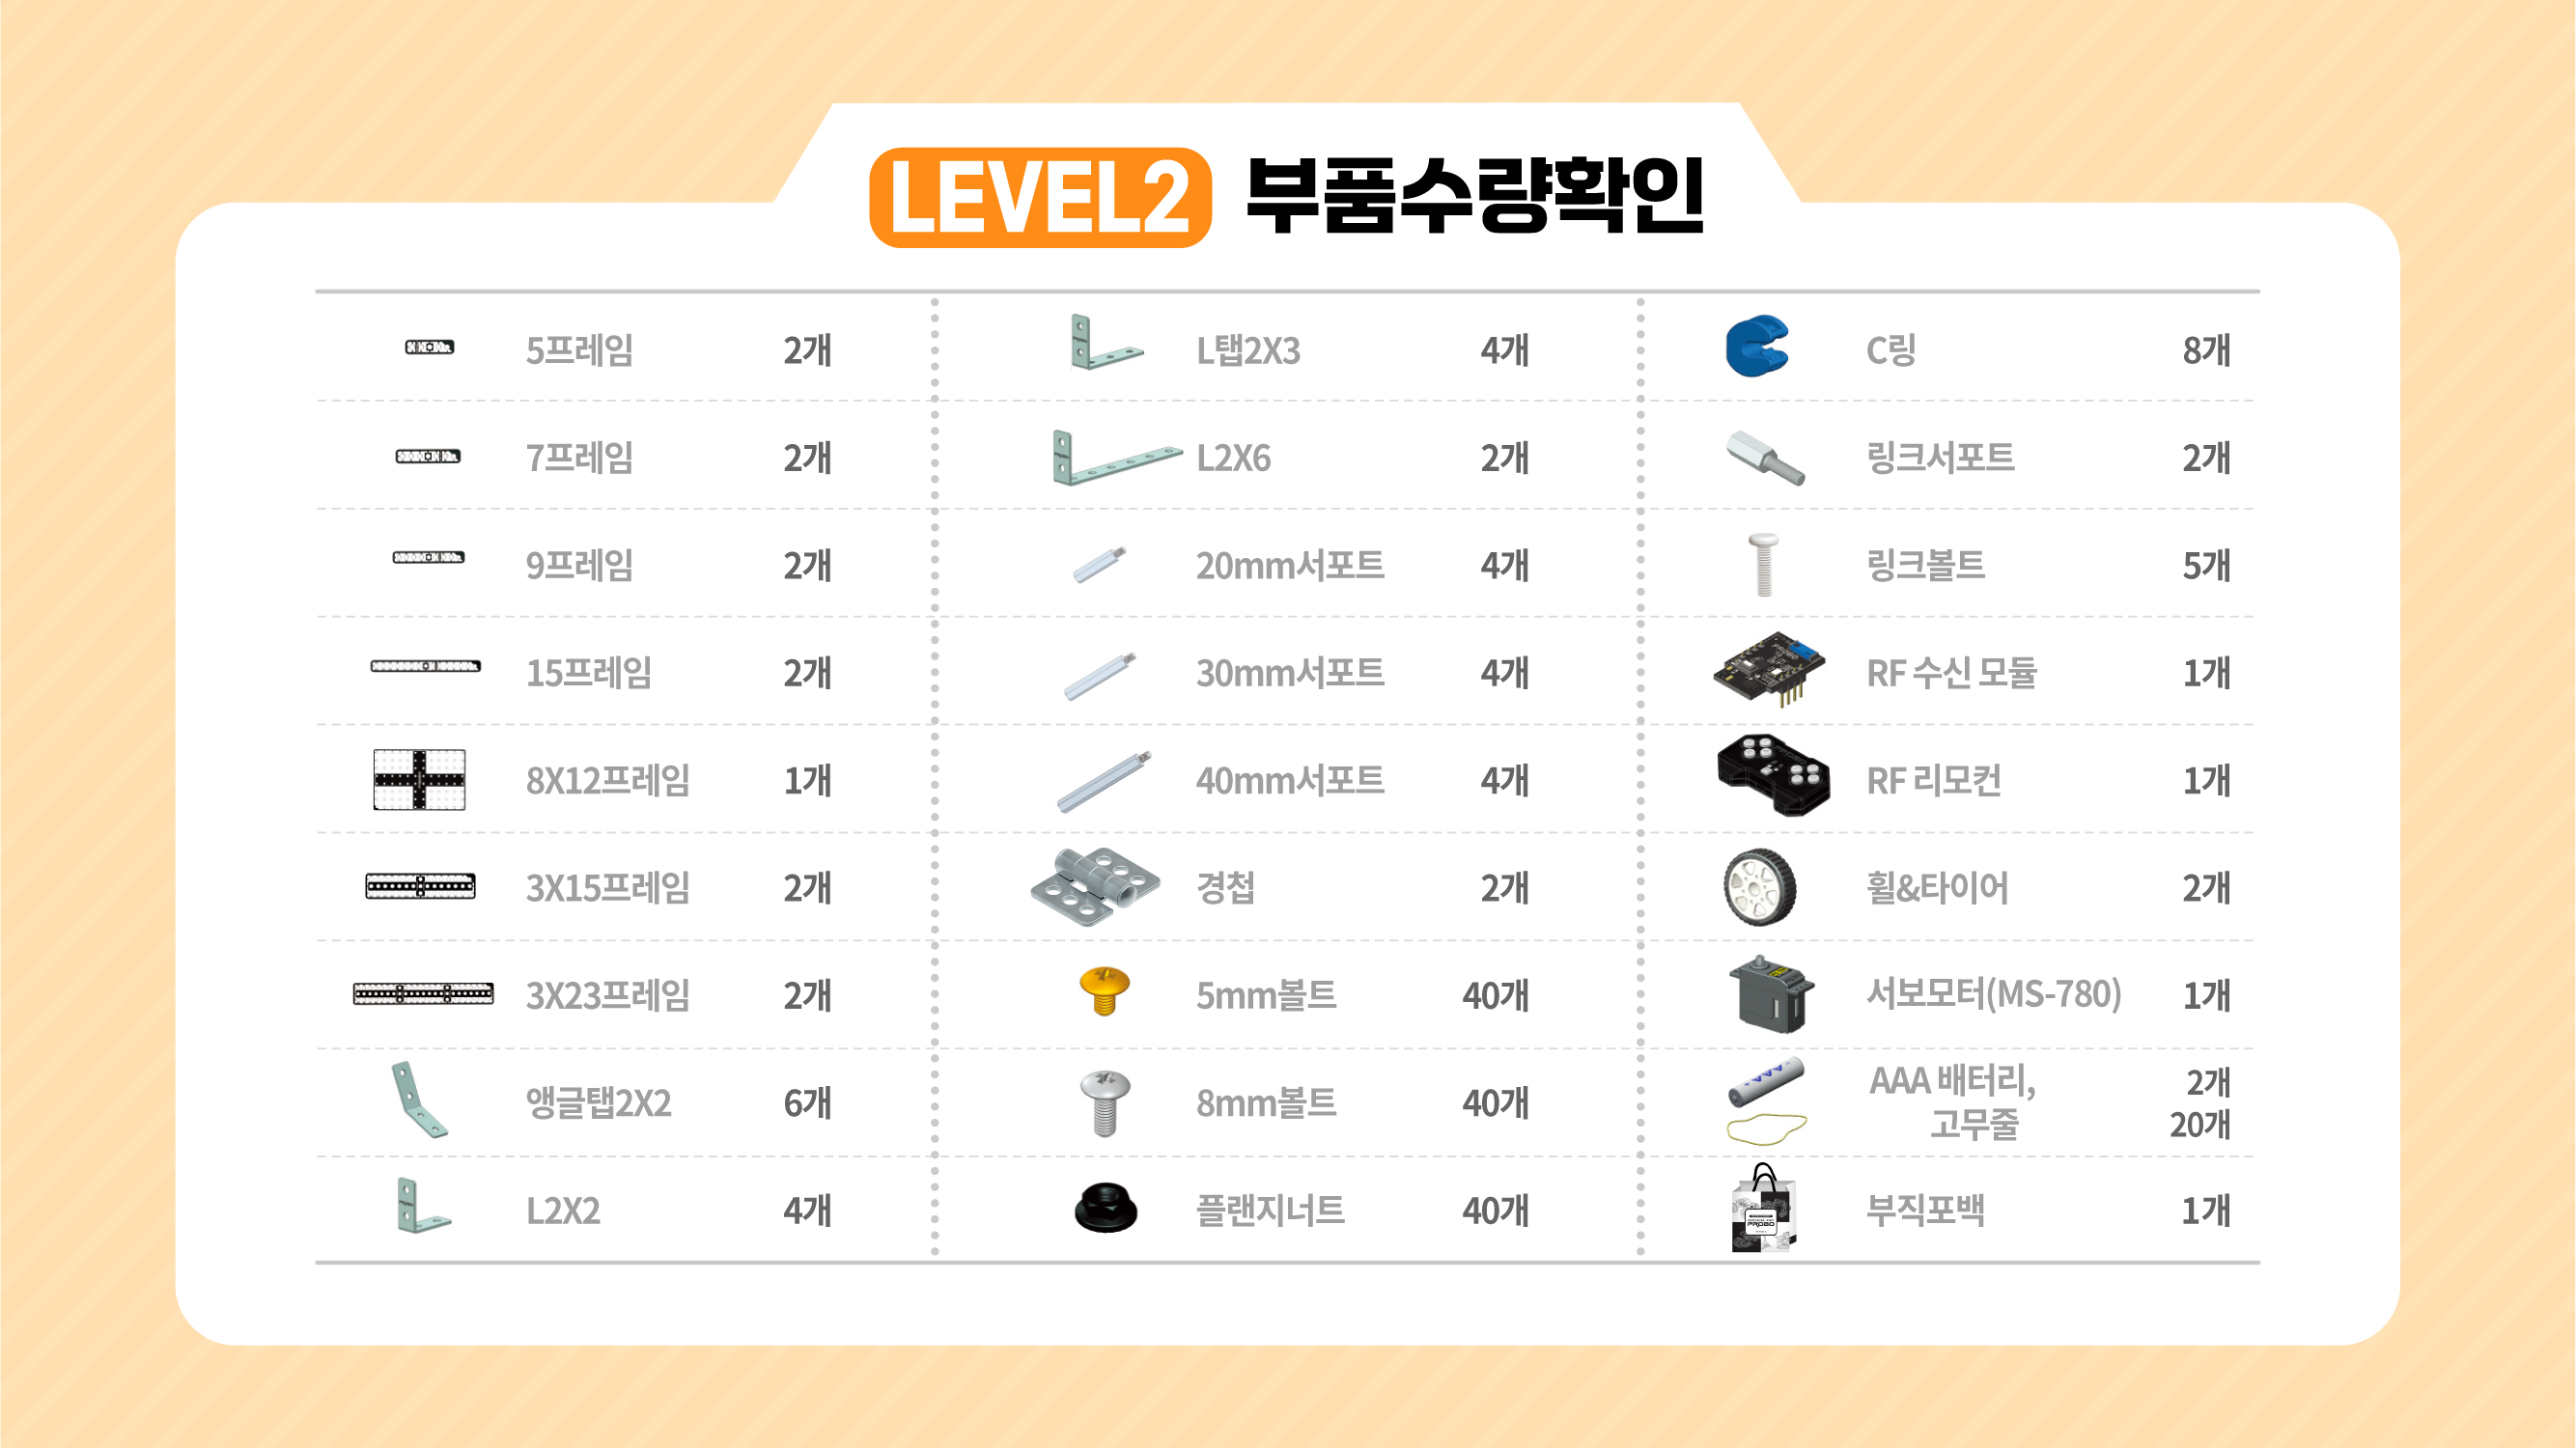 LEVEL2 부품수량확인
5프레임 2개
7프레임 2개
9프레임 2개
15프레임 2개
8X12프레임 1개
3X15프레임 2개
3X23프레임 2개
앵글탭2X2 6개
L2X2 4개
L탭2X3 4개
L2X6 2개
20mm서포트 4개
30mm서포트 4개
40mm서포트 4개
경첩 2개
5mm볼트 40개
8mm볼트 40개
플랜지너트 40개
C링 8개
링크서포트 2개
링크볼트 5개
RF 수신 모듈 1개
RF 리모컨 1개
휠&타이어 2개
서보모터(MS-780) 1개
AAA 배터리, 2개
고무줄 20개
부직포백 1개
PROBO